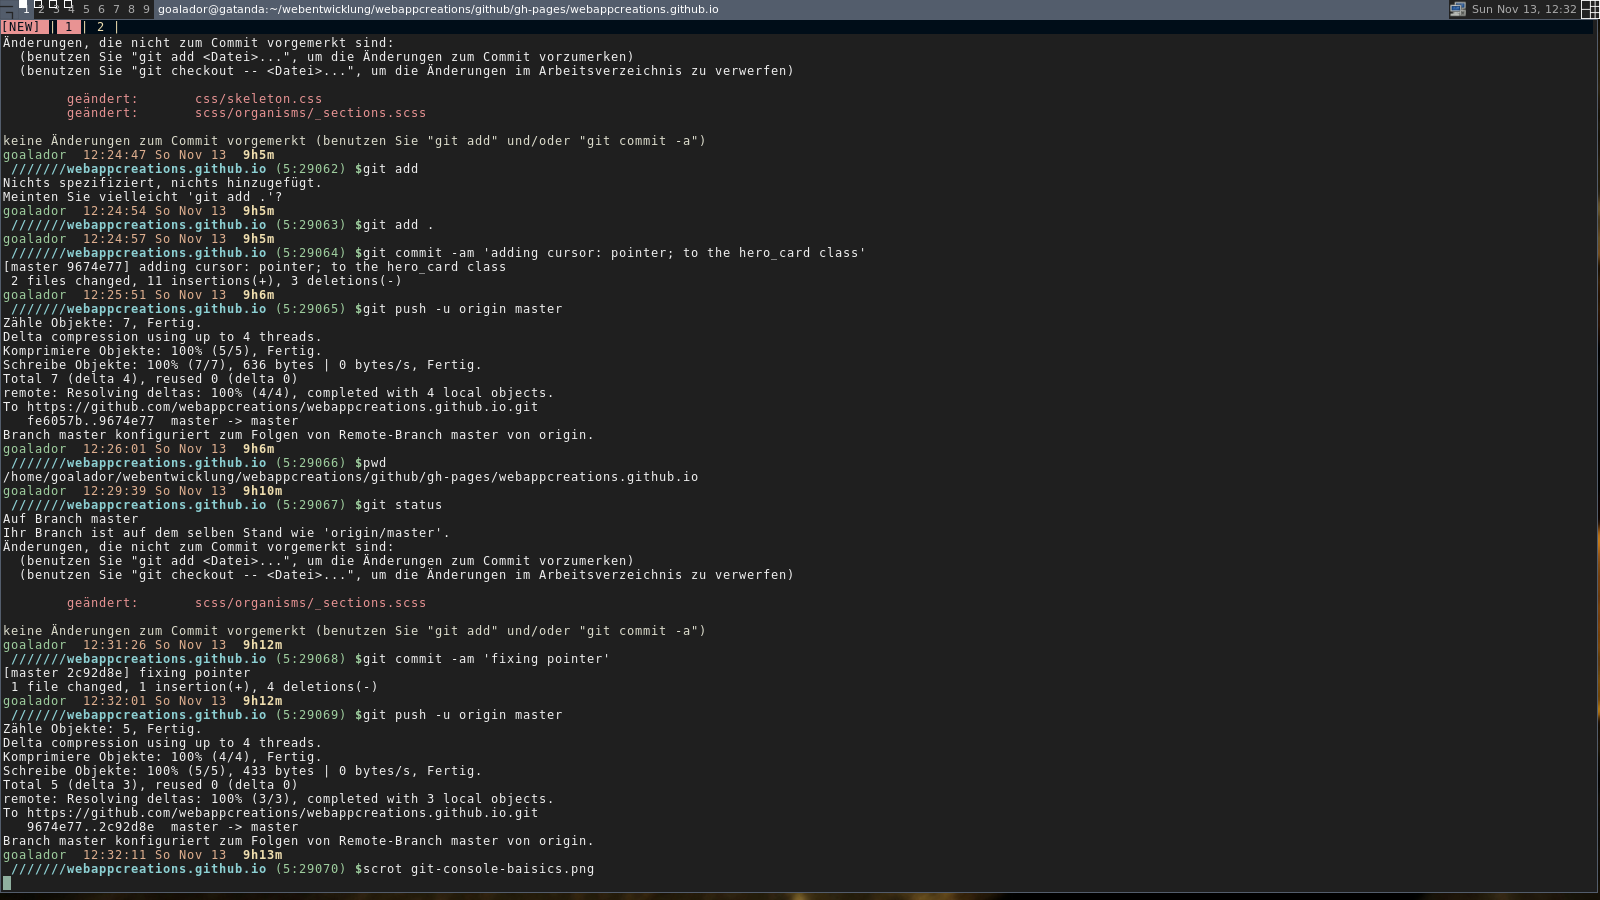 1 2 3 4 5 6 7 8 9 goalador@gatanda:~/webentwicklung/webappcreations/github/gh-pages/webappcreations.github.io Sun Nov 13, 12:32
[NEW] | 1 | 2 |
Änderungen, die nicht zum Commit vorgemerkt sind:
  (benutzen Sie "git add <Datei>...", um die Änderungen zum Commit vorzumerken)
  (benutzen Sie "git checkout -- <Datei>...", um die Änderungen im Arbeitsverzeichnis zu verwerfen)
        geändert:       css/skeleton.css
        geändert:       scss/organisms/_sections.scss
keine Änderungen zum Commit vorgemerkt (benutzen Sie "git add" und/oder "git commit -a")
goalador  12:24:47 So Nov 13  9h5m
 ///////webappcreations.github.io (5:29062) $git add
Nichts spezifiziert, nichts hinzugefügt.
Meinten Sie vielleicht 'git add .'?
goalador  12:24:54 So Nov 13  9h5m
 ///////webappcreations.github.io (5:29063) $git add .
goalador  12:24:57 So Nov 13  9h5m
 ///////webappcreations.github.io (5:29064) $git commit -am 'adding cursor: pointer; to the hero_card class'
[master 9674e77] adding cursor: pointer; to the hero_card class
 2 files changed, 11 insertions(+), 3 deletions(-)
goalador  12:25:51 So Nov 13  9h6m
 ///////webappcreations.github.io (5:29065) $git push -u origin master
Zähle Objekte: 7, Fertig.
Delta compression using up to 4 threads.
Komprimiere Objekte: 100% (5/5), Fertig.
Schreibe Objekte: 100% (7/7), 636 bytes | 0 bytes/s, Fertig.
Total 7 (delta 4), reused 0 (delta 0)
remote: Resolving deltas: 100% (4/4), completed with 4 local objects.
To https://github.com/webappcreations/webappcreations.github.io.git
   fe6057b..9674e77  master -> master
Branch master konfiguriert zum Folgen von Remote-Branch master von origin.
goalador  12:26:01 So Nov 13  9h6m
 ///////webappcreations.github.io (5:29066) $pwd
/home/goalador/webentwicklung/webappcreations/github/gh-pages/webappcreations.github.io
goalador  12:29:39 So Nov 13  9h10m
 ///////webappcreations.github.io (5:29067) $git status
Auf Branch master
Ihr Branch ist auf dem selben Stand wie 'origin/master'.
Änderungen, die nicht zum Commit vorgemerkt sind:
  (benutzen Sie "git add <Datei>...", um die Änderungen zum Commit vorzumerken)
  (benutzen Sie "git checkout -- <Datei>...", um die Änderungen im Arbeitsverzeichnis zu verwerfen)
        geändert:       scss/organisms/_sections.scss
keine Änderungen zum Commit vorgemerkt (benutzen Sie "git add" und/oder "git commit -a")
goalador  12:31:26 So Nov 13  9h12m
 ///////webappcreations.github.io (5:29068) $git commit -am 'fixing pointer'
[master 2c92d8e] fixing pointer
 1 file changed, 1 insertion(+), 4 deletions(-)
goalador  12:32:01 So Nov 13  9h12m
 ///////webappcreations.github.io (5:29069) $git push -u origin master
Zähle Objekte: 5, Fertig.
Delta compression using up to 4 threads.
Komprimiere Objekte: 100% (4/4), Fertig.
Schreibe Objekte: 100% (5/5), 433 bytes | 0 bytes/s, Fertig.
Total 5 (delta 3), reused 0 (delta 0)
remote: Resolving deltas: 100% (3/3), completed with 3 local objects.
To https://github.com/webappcreations/webappcreations.github.io.git
   9674e77..2c92d8e  master -> master
Branch master konfiguriert zum Folgen von Remote-Branch master von origin.
goalador  12:32:11 So Nov 13  9h13m
 ///////webappcreations.github.io (5:29070) $scrot git-console-baisics.png